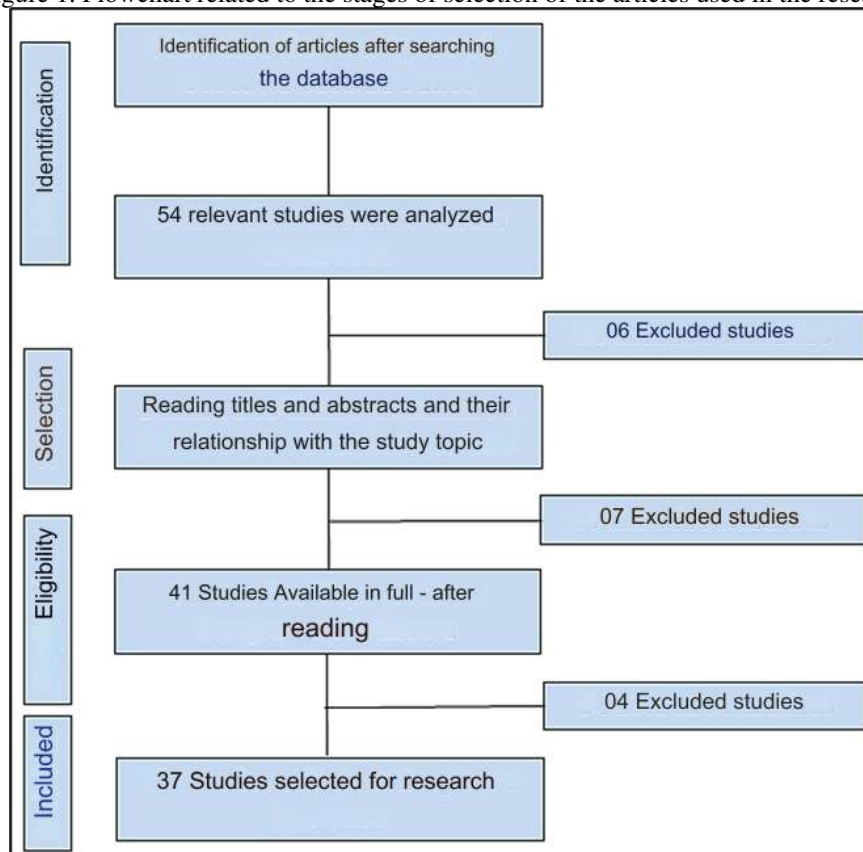 Figure 1. Flowchart related to the stages of selection of the articles used in the
Identification
Identification of articles after searching
the database
54 relevant studies were analyzed
06 Excluded studies
Selection
Reading titles and abstracts and their
relationship with the study topic
07 Excluded studies
Eligibility
41 Studies Available in full - after
reading
04 Excluded studies
Included
37 Studies selected for research